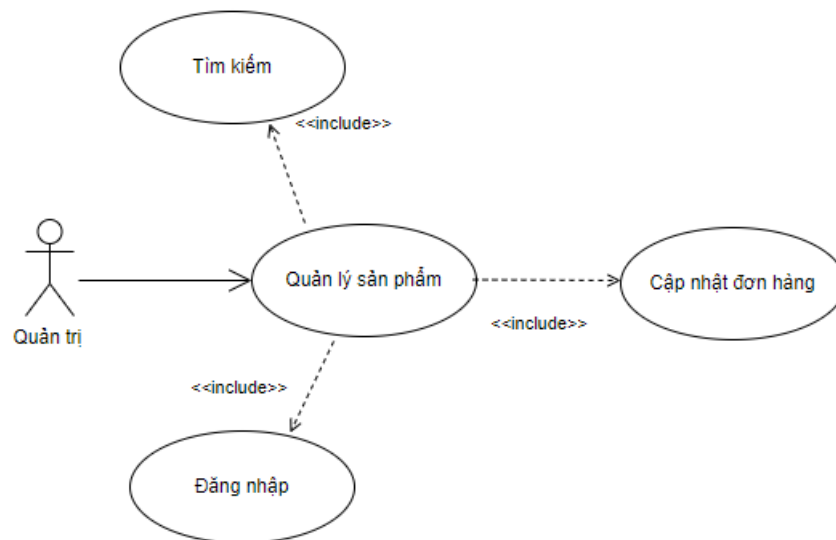 Tìm kiếm
<<include>>
Quản lý sản phẩm
Cập nhật đơn hàng
<<include>>
Quản trị
<<include>>
Đăng nhập